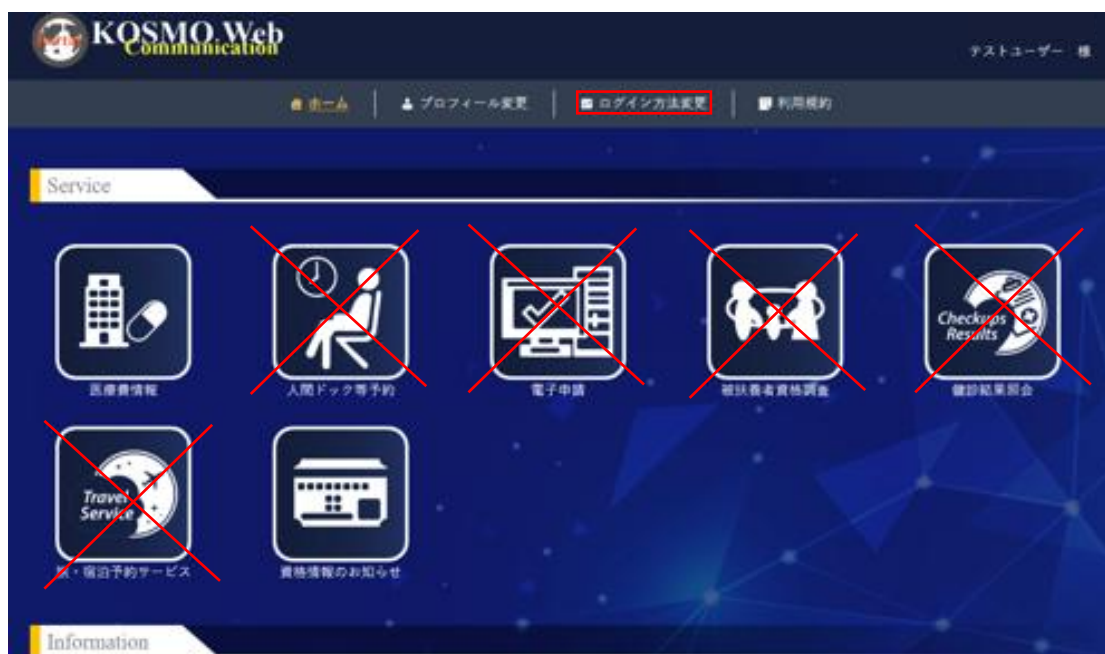 Portal KOSMO Web
Communication
テストユーザー 様
ホーム
プロフィール変更
ログイン方法変更
利用規約
Service
Checkups
Results
医療費情報
人間ドック等予約
電子申請
被扶養者資格調査
健診結果照会
Travel
Service
旅・宿泊予約サービス
資格情報のお知らせ
Information